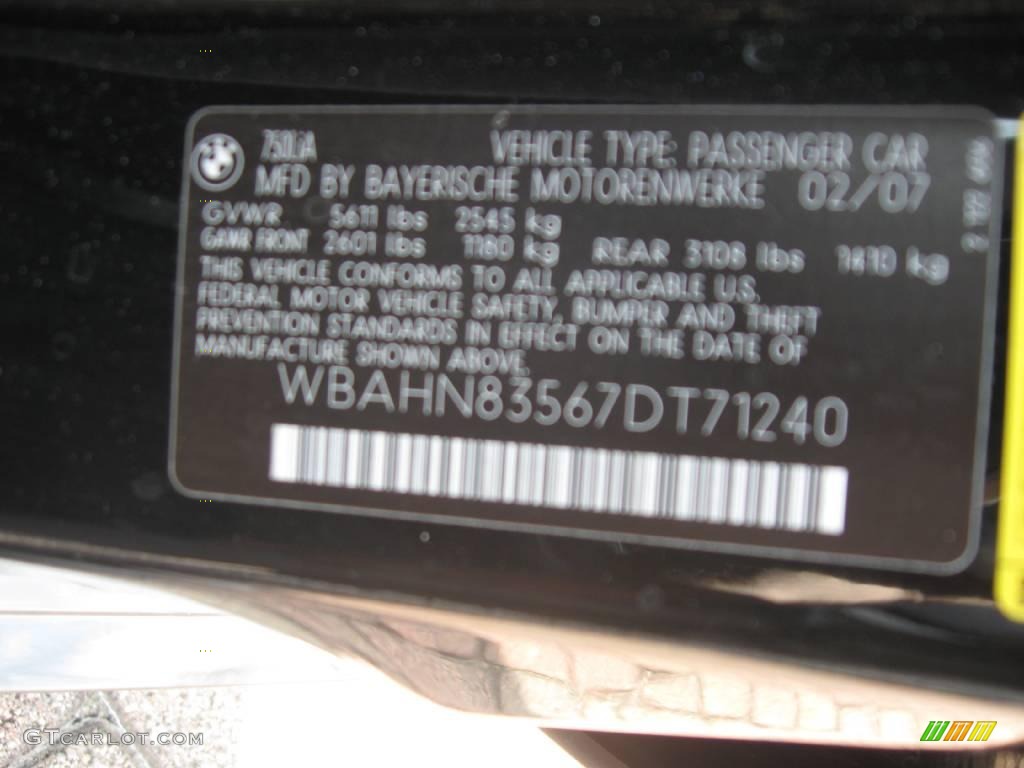 750LiA VEHICLE TYPE: PASSENGER CAR
MFD BY BAYERISCHE MOTORENWERKE 02/07
GVWR 5611 lbs 2545 kg
GAWR FRONT 2601 lbs 1180 kg REAR 3108 lbs 1410 kg
THIS VEHICLE CONFORMS TO ALL APPLICABLE U.S.
FEDERAL MOTOR VEHICLE SAFETY, BUMPER AND THEFT
PREVENTION STANDARDS IN EFFECT ON THE DATE OF
MANUFACTURE SHOWN ABOVE.
WBAHN83567DT71240
GTCARLOT.COM